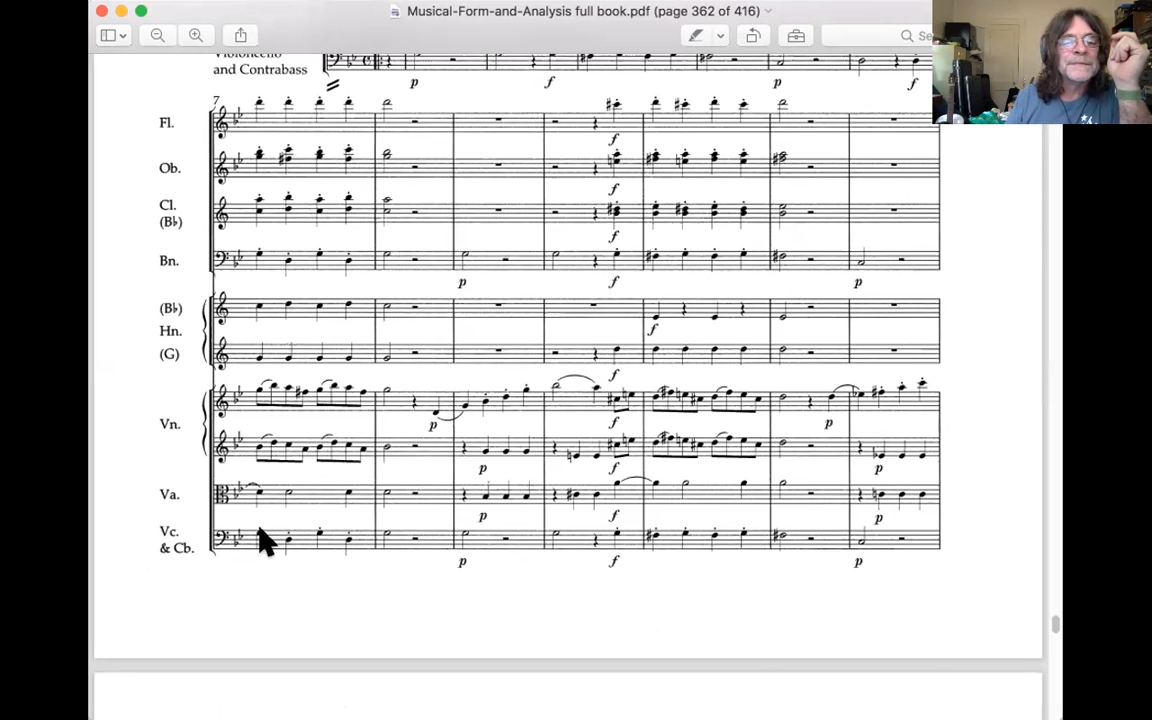 Musical-Form-and-Analysis full book.pdf (page 362 of 416)
Se
Violoncello
and Contrabass
p
f
p
f
7
Fl.
f
Ob.
f
Cl.
(B♭)
f
Bn.
p
f
p
(B♭)
Hn.
f
(G)
f
Vn.
p
f
p
p
f
p
Va.
p
f
p
Vc.
& Cb.
p
f
p